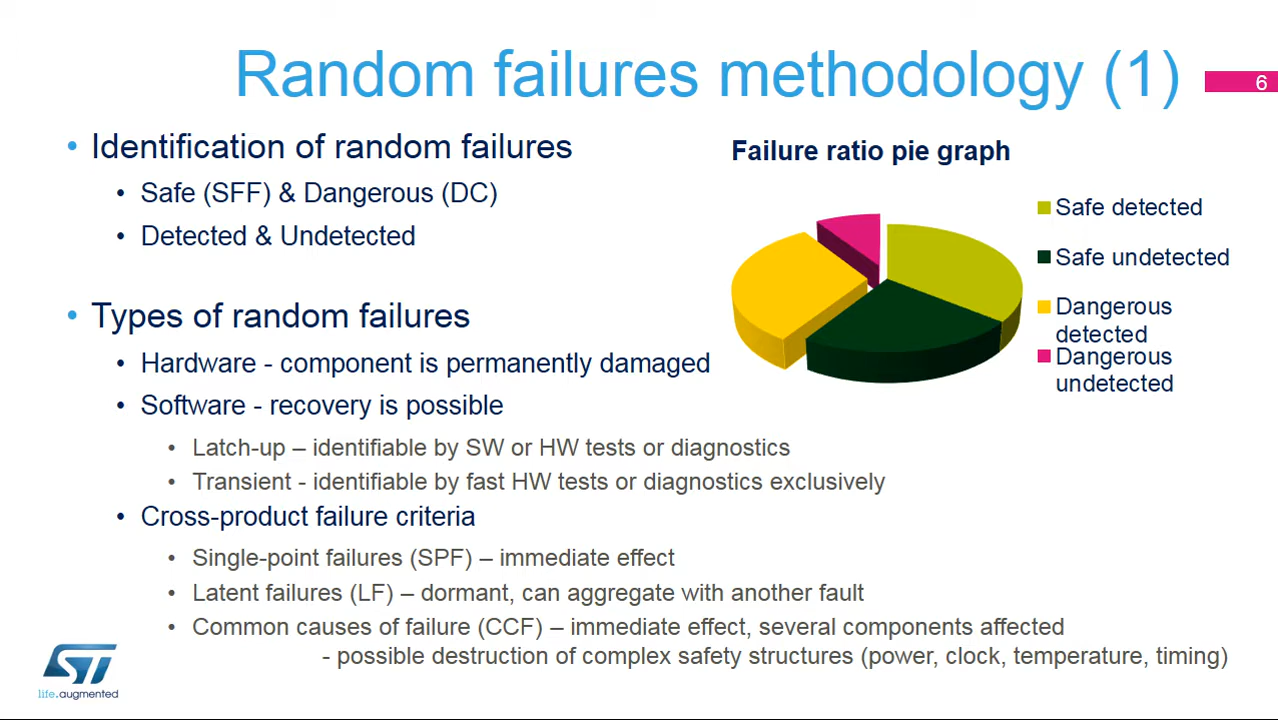 Random failures methodology (1)
6
• Identification of random failures
• Safe (SFF) & Dangerous (DC)
• Detected & Undetected
• Types of random failures
• Hardware - component is permanently damaged
• Software - recovery is possible
• Latch-up – identifiable by SW or HW tests or diagnostics
• Transient - identifiable by fast HW tests or diagnostics exclusively
• Cross-product failure criteria
• Single-point failures (SPF) – immediate effect
• Latent failures (LF) – dormant, can aggregate with another fault
• Common causes of failure (CCF) – immediate effect, several components affected
- possible destruction of complex safety structures (power, clock, temperature, timing)
Failure ratio pie graph
Safe detected
Safe undetected
Dangerous
detected
Dangerous
undetected
ST
life.augmented